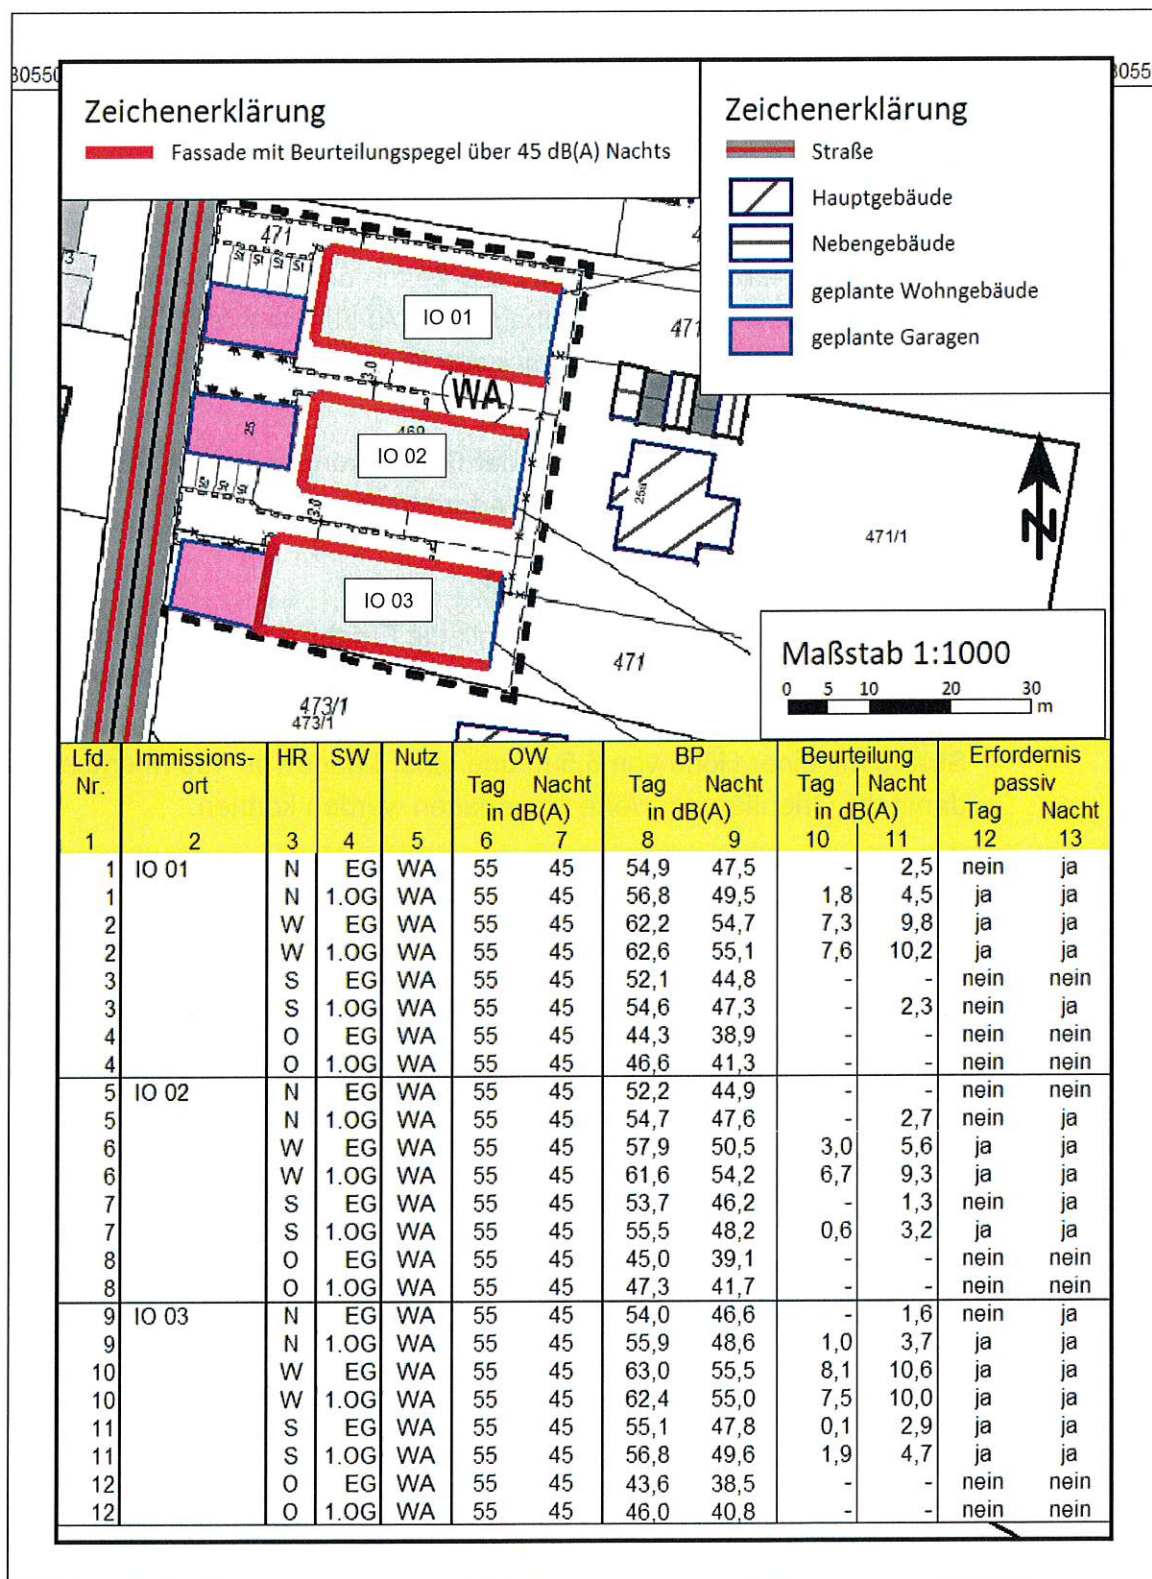 30550
3055
Zeichenerklärung
Fassade mit Beurteilungspegel über 45 dB(A) Nachts
Zeichenerklärung
Straße
Hauptgebäude
Nebengebäude
geplante Wohngebäude
geplante Garagen
471
St St St St
3
IO 01
471
3.0
WA
469
25
IO 02
St St St
3.0
25a
471/1
N
IO 03
471
473/1
473/1
Maßstab 1:1000
0 5 10 20 30
m
Lfd. Immissions- HR SW Nutz OW BP Beurteilung Erfordernis
Nr. ort Tag Nacht Tag Nacht Tag Nacht passiv
in dB(A) in dB(A) in dB(A) Tag Nacht
1 2 3 4 5 6 7 8 9 10 11 12 13
1 IO 01 N EG WA 55 45 54,9 47,5 - 2,5 nein ja
1 N 1.OG WA 55 45 56,8 49,5 1,8 4,5 ja ja
2 W EG WA 55 45 62,2 54,7 7,3 9,8 ja ja
2 W 1.OG WA 55 45 62,6 55,1 7,6 10,2 ja ja
3 S EG WA 55 45 52,1 44,8 - - nein nein
3 S 1.OG WA 55 45 54,6 47,3 - 2,3 nein ja
4 O EG WA 55 45 44,3 38,9 - - nein nein
4 O 1.OG WA 55 45 46,6 41,3 - - nein nein
5 IO 02 N EG WA 55 45 52,2 44,9 - - nein nein
5 N 1.OG WA 55 45 54,7 47,6 - 2,7 nein ja
6 W EG WA 55 45 57,9 50,5 3,0 5,6 ja ja
6 W 1.OG WA 55 45 61,6 54,2 6,7 9,3 ja ja
7 S EG WA 55 45 53,7 46,2 - 1,3 nein ja
7 S 1.OG WA 55 45 55,5 48,2 0,6 3,2 ja ja
8 O EG WA 55 45 45,0 39,1 - - nein nein
8 O 1.OG WA 55 45 47,3 41,7 - - nein nein
9 IO 03 N EG WA 55 45 54,0 46,6 - 1,6 nein ja
9 N 1.OG WA 55 45 55,9 48,6 1,0 3,7 ja ja
10 W EG WA 55 45 63,0 55,5 8,1 10,6 ja ja
10 W 1.OG WA 55 45 62,4 55,0 7,5 10,0 ja ja
11 S EG WA 55 45 55,1 47,8 0,1 2,9 ja ja
11 S 1.OG WA 55 45 56,8 49,6 1,9 4,7 ja ja
12 O EG WA 55 45 43,6 38,5 - - nein nein
12 O 1.OG WA 55 45 46,0 40,8 - - nein nein